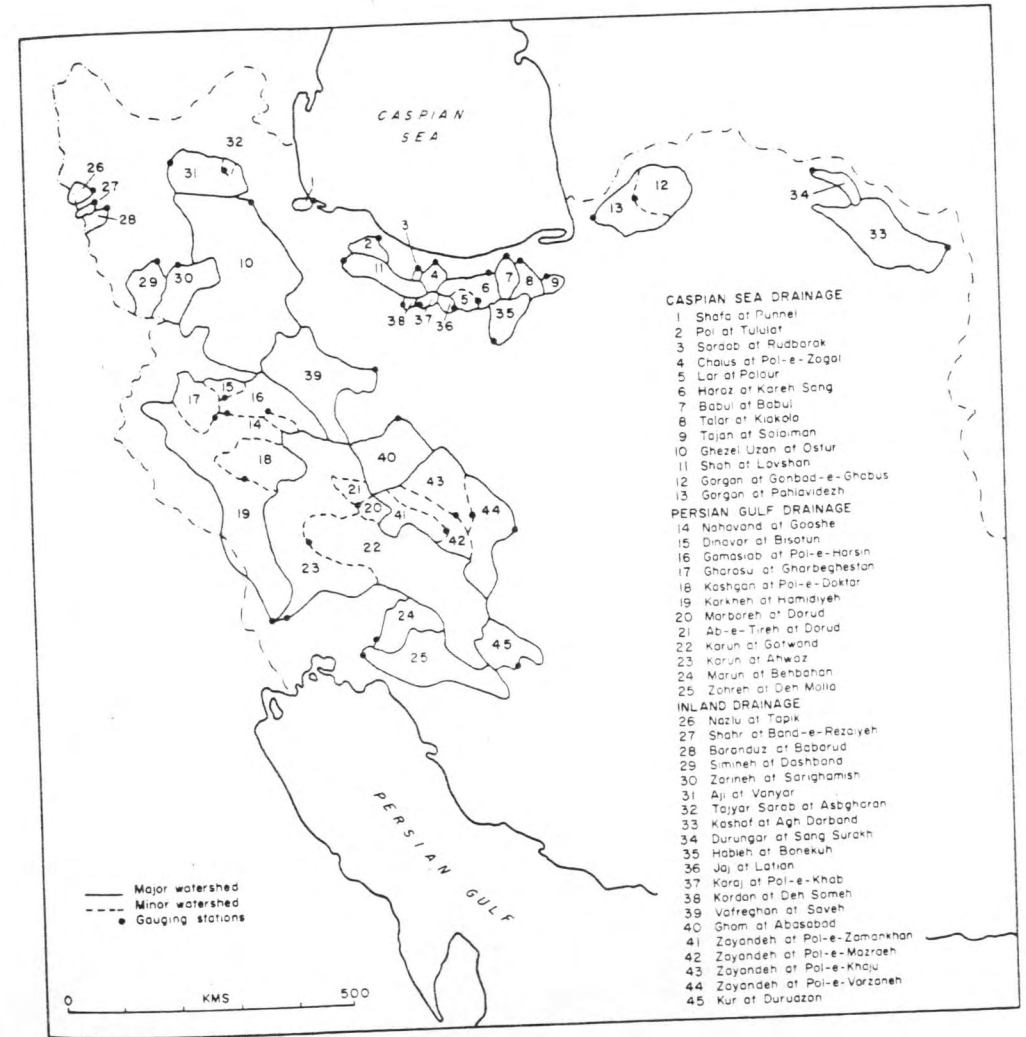 CASPIAN
SEA
32
31
26
27
28
12
13
34
33
3
2
11
10
4
6
7
8
9
5
35
38
37
36
29
30
39
15
16
17
14
18
40
43
21
20
41
44
19
22
42
23
24
25
45
1
PERSIAN GULF
CASPIAN SEA DRAINAGE
1 Shafa at Punnel
2 Pol at Tululat
3 Sardab at Rudbarak
4 Chalus at Pol-e-Zogal
5 Lar at Polour
6 Haraz at Kareh Sang
7 Babul at Babul
8 Talar at Kiakola
9 Tajan at Solaiman
10 Ghezel Uzan at Ostur
11 Shah at Lovshan
12 Gorgan at Gonbad-e-Ghabus
13 Gorgan at Pahlavidezh
PERSIAN GULF DRAINAGE
14 Nahavand at Gooshe
15 Dinavar at Bisotun
16 Gamasiab at Pol-e-Harsin
17 Gharasu at Gharbeghestan
18 Kashgan at Pol-e-Doktar
19 Karkheh at Hamidiyeh
20 Marboreh at Dorud
21 Ab-e-Tireh at Dorud
22 Karun at Gotwand
23 Karun at Ahwaz
24 Marun at Behbahan
25 Zohreh at Deh Molla
INLAND DRAINAGE
26 Nazlu at Tapik
27 Shahr at Band-e-Rezaiyeh
28 Baranduz at Babarud
29 Simineh at Dashband
30 Zarineh at Sarighamish
31 Aji at Vanyar
32 Tajyar Sarab at Asbgharan
33 Kashaf at Agh Darband
34 Durungar at Sang Surakh
35 Hableh at Bonekuh
36 Jaj at Latian
37 Karaj at Pol-e-Khab
38 Kordan at Deh Someh
39 Vafreghan at Saveh
40 Ghom at Abasabad
41 Zayandeh at Pol-e-Zamankhan
42 Zayandeh at Pol-e-Mazraeh
43 Zayandeh at Pol-e-Khaju
44 Zayandeh at Pol-e-Varzaneh
45 Kur at Duruazan
Major watershed
Minor watershed
Gauging stations
0 KMS 500